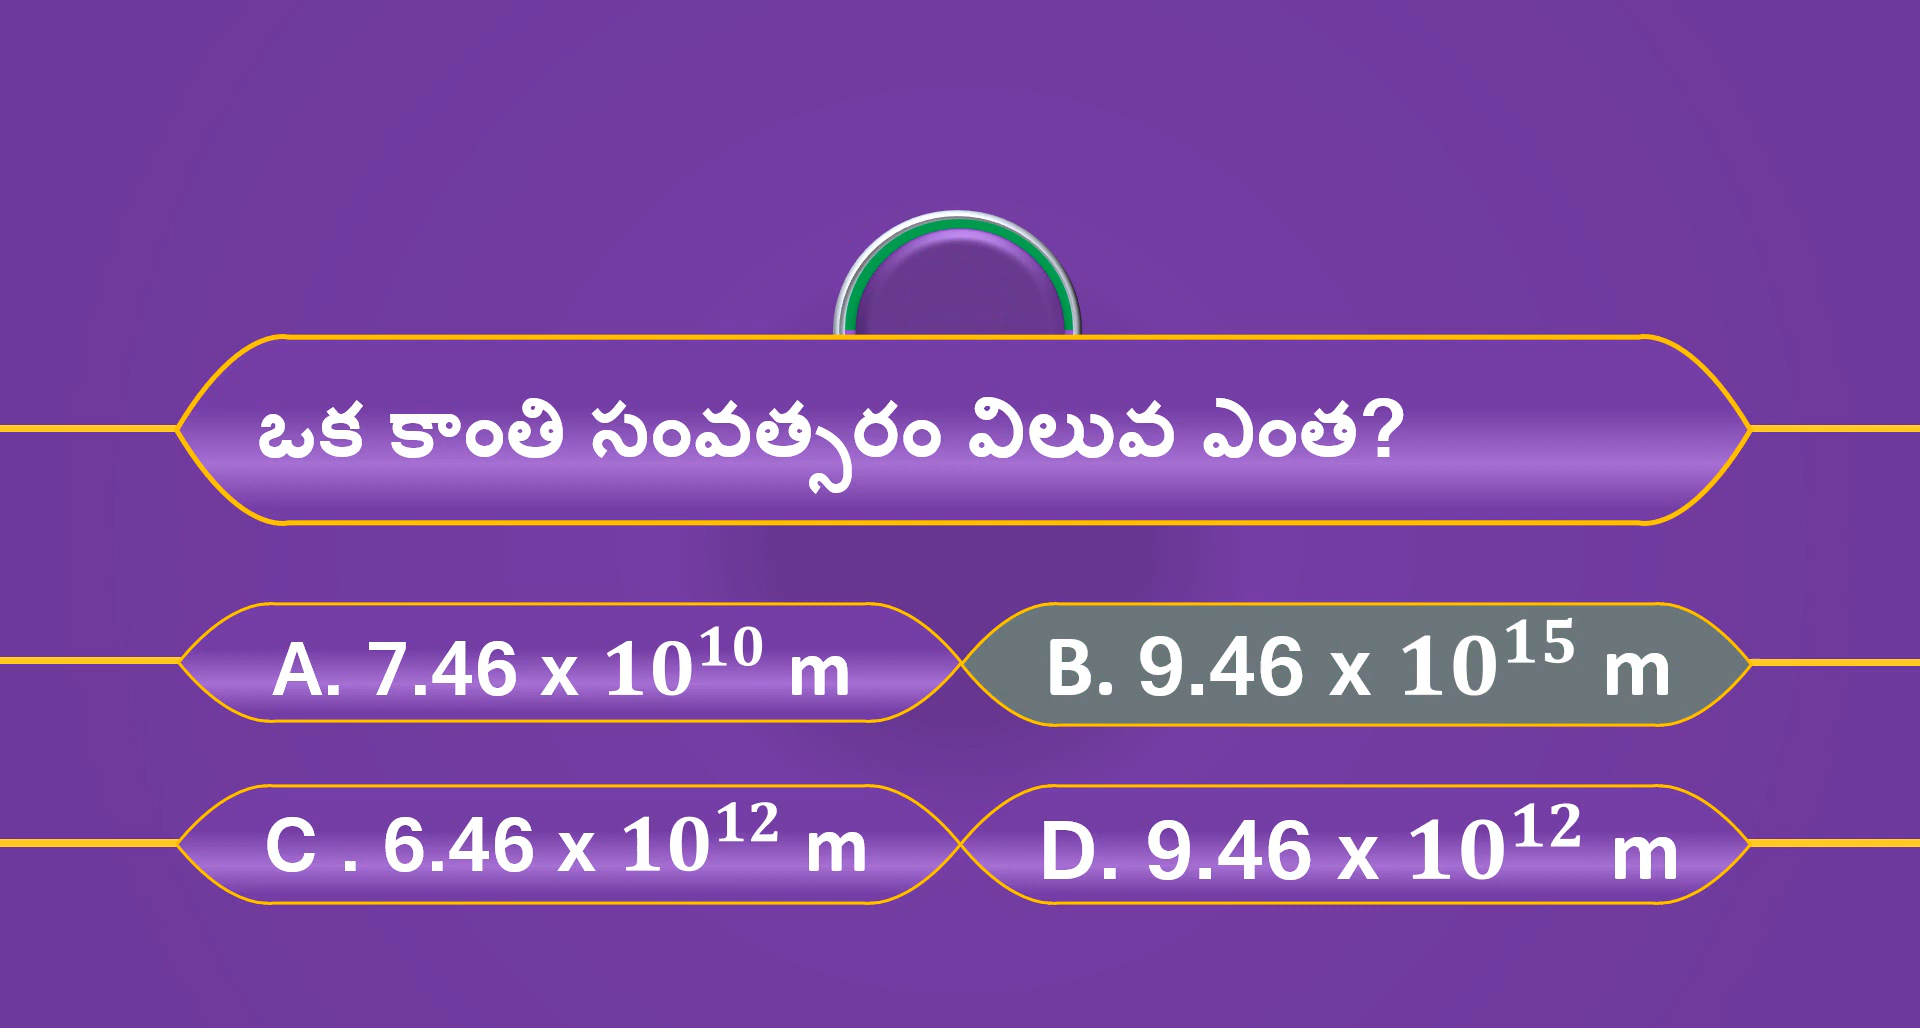 ఒక కాంతి సంవత్సరం విలువ ఎంత?
A. 7.46 x 10¹⁰ m
B. 9.46 x 10¹⁵ m
C . 6.46 x 10¹² m
D. 9.46 x 10¹² m